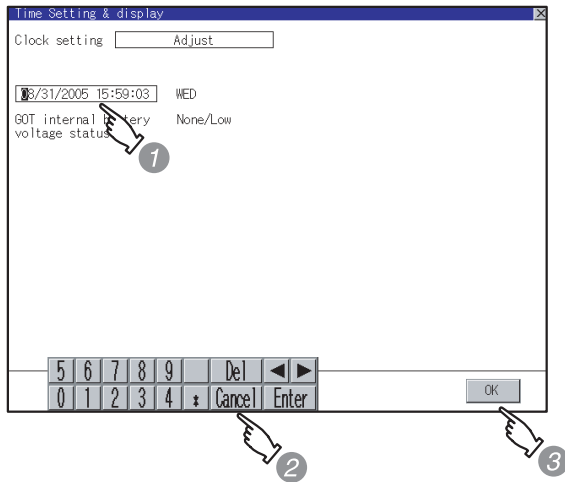 Time Setting & display
Clock setting Adjust
08/31/2005 15:59:03 WED
GOT internal battery None/Low
voltage status
1
5 6 7 8 9 Del ◀ ▶
0 1 2 3 4 * Cancel Enter
OK
2
3